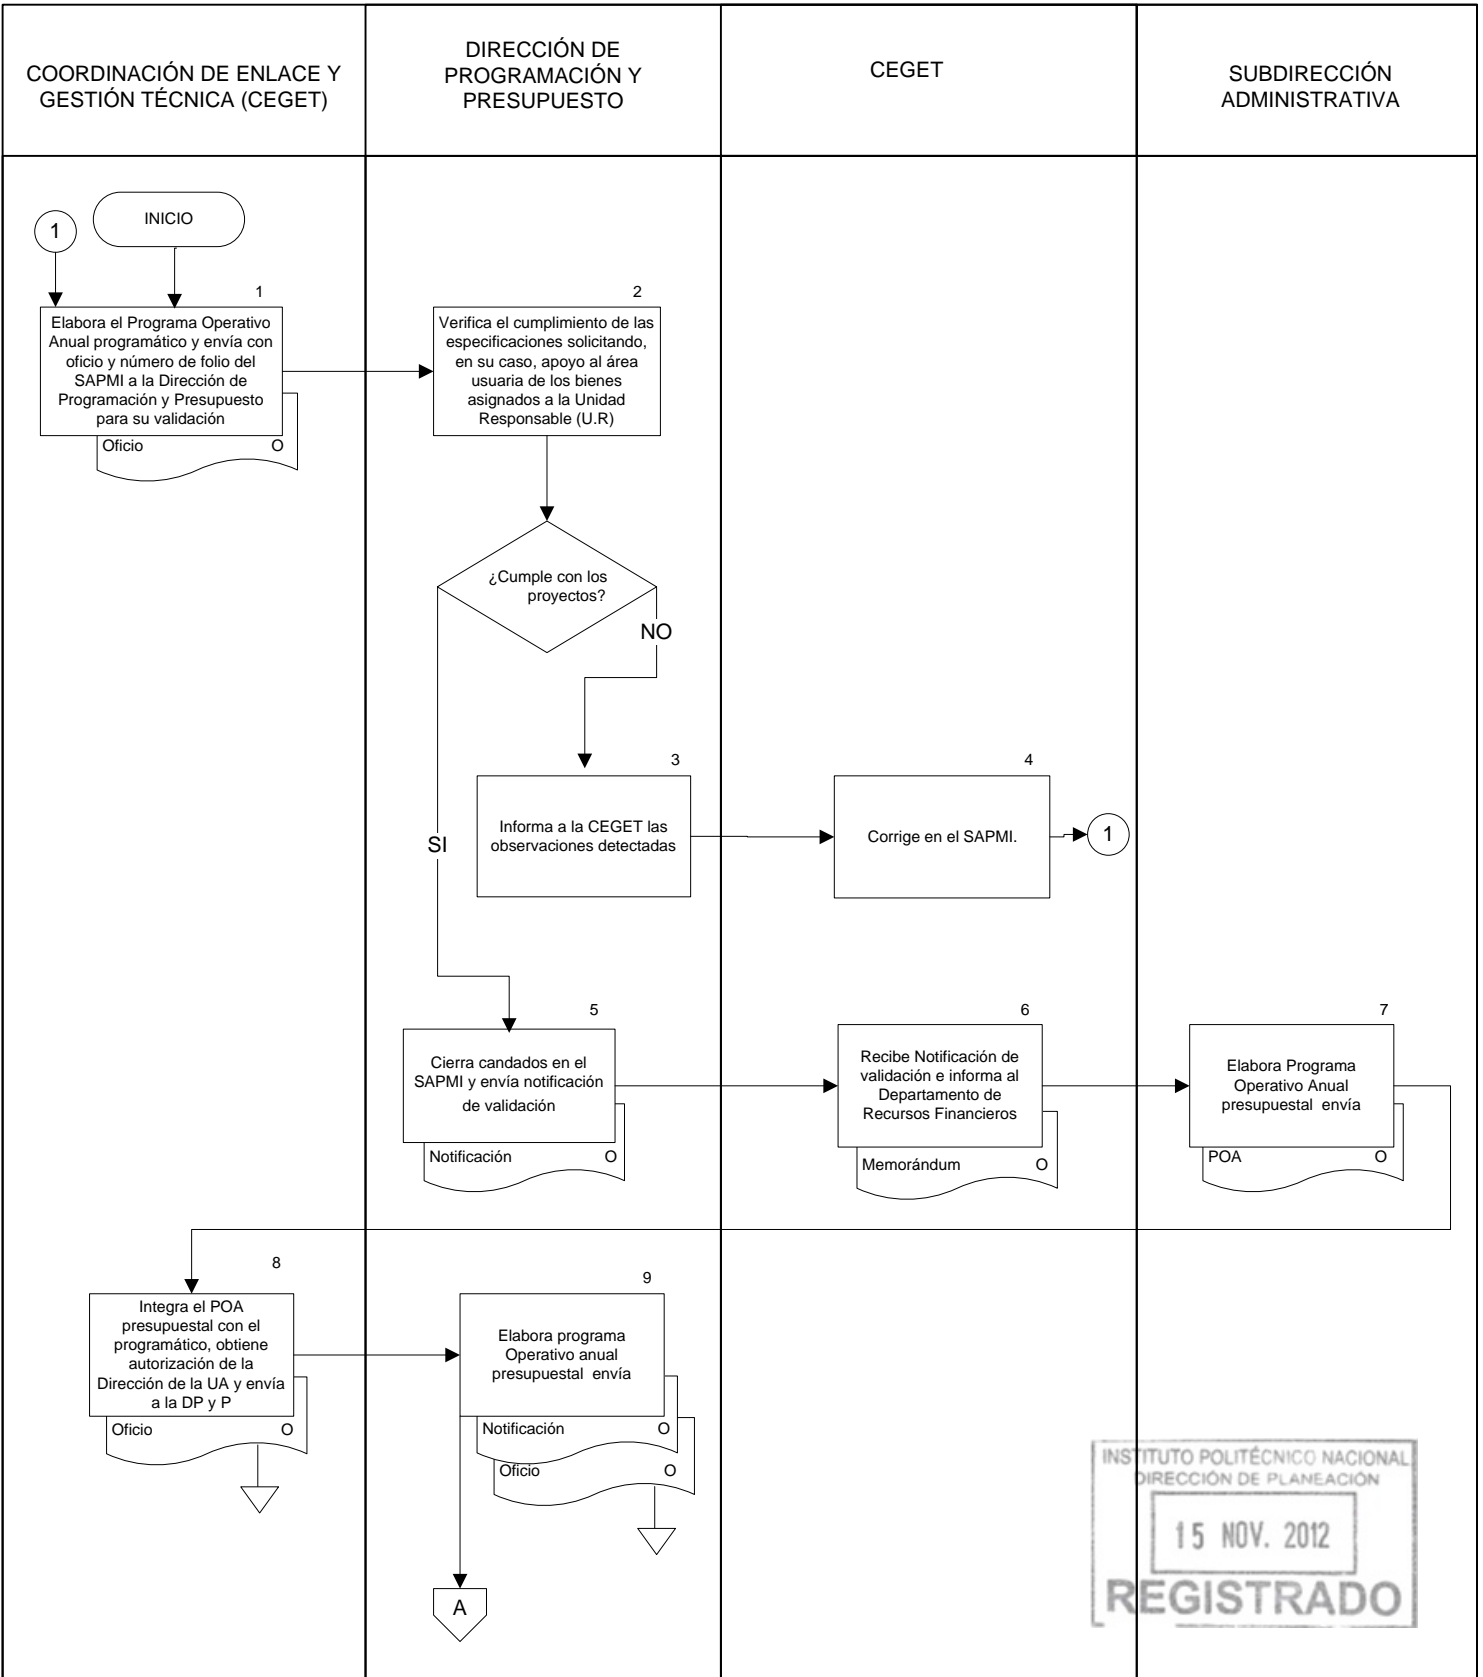 COORDINACIÓN DE ENLACE Y
GESTIÓN TÉCNICA (CEGET)
DIRECCIÓN DE
PROGRAMACIÓN Y
PRESUPUESTO
CEGET
SUBDIRECCIÓN
ADMINISTRATIVA
1
INICIO
1
Elabora el Programa Operativo
Anual programático y envía con
oficio y número de folio del
SAPMI a la Dirección de
Programación y Presupuesto
para su validación
Oficio O
2
Verifica el cumplimiento de las
especificaciones solicitando,
en su caso, apoyo al área
usuaria de los bienes
asignados a la Unidad
Responsable (U.R)
¿Cumple con los
proyectos?
NO
SI
3
Informa a la CEGET las
observaciones detectadas
4
Corrige en el SAPMI.
1
5
Cierra candados en el
SAPMI y envía notificación
de validación
Notificación O
6
Recibe Notificación de
validación e informa al
Departamento de
Recursos Financieros
Memorándum O
7
Elabora Programa
Operativo Anual
presupuestal envía
POA O
8
Integra el POA
presupuestal con el
programático, obtiene
autorización de la
Dirección de la UA y envía
a la DP y P
Oficio O
9
Elabora programa
Operativo anual
presupuestal envía
Notificación O
Oficio O
A
INSTITUTO POLITÉCNICO NACIONAL
DIRECCIÓN DE PLANEACIÓN
15 NOV. 2012
REGISTRADO